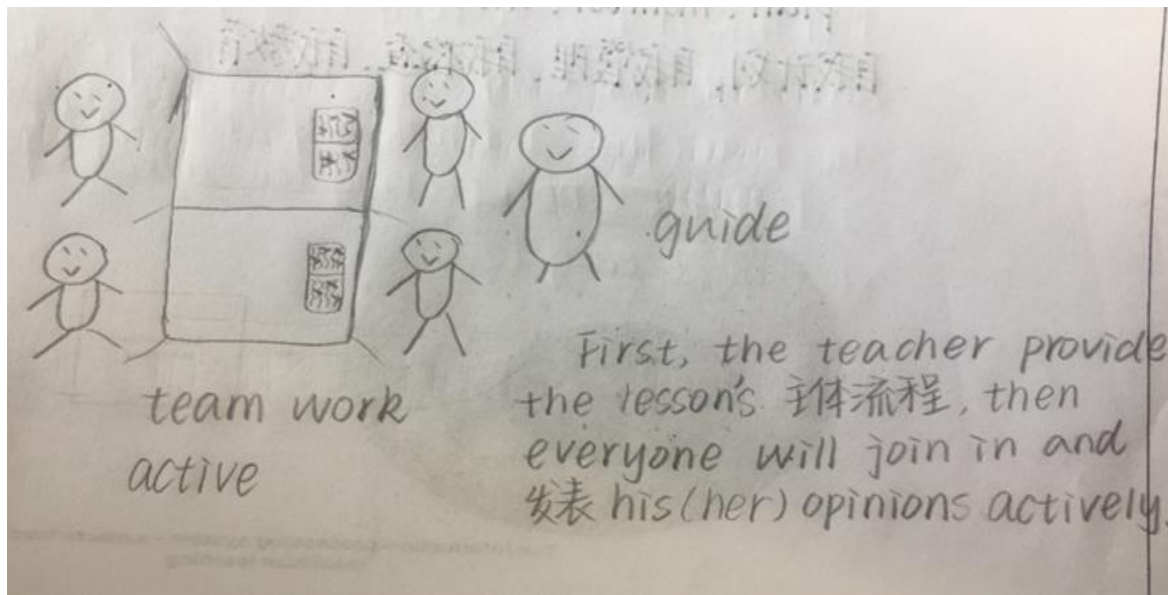 guide
team work
active
First, the teacher provide
the lesson's 主体流程, then
everyone will join in and
发表 his(her) opinions actively.